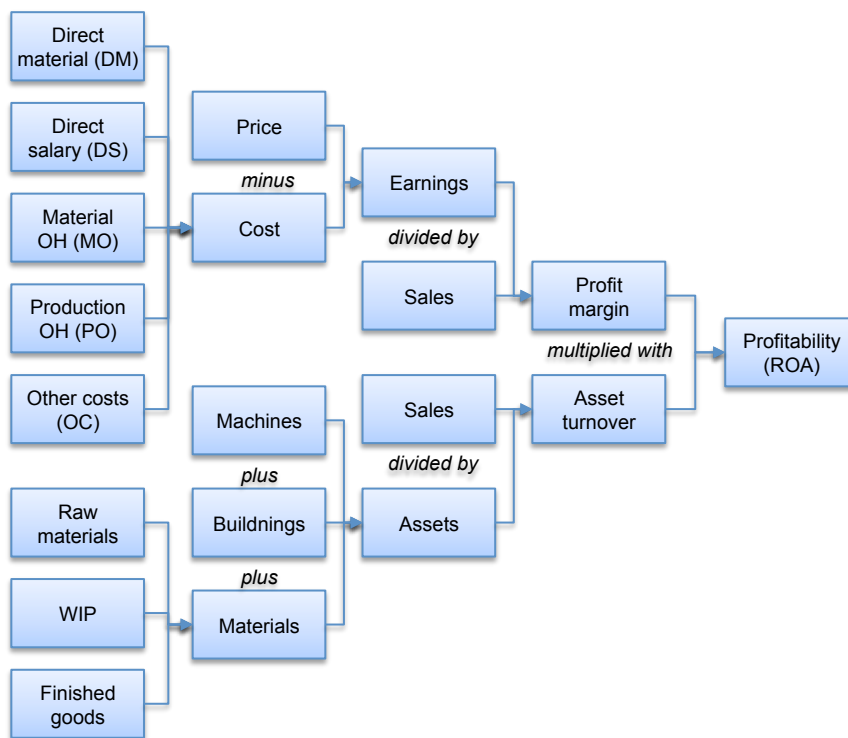 Direct
material (DM)
Direct
salary (DS)
Material
OH (MO)
Production
OH (PO)
Other costs
(OC)
Raw
materials
WIP
Finished
goods
Price
minus
Cost
Machines
plus
Buildnings
plus
Materials
Earnings
divided by
Sales
Sales
divided by
Assets
Profit
margin
multiplied with
Asset
turnover
Profitability
(ROA)